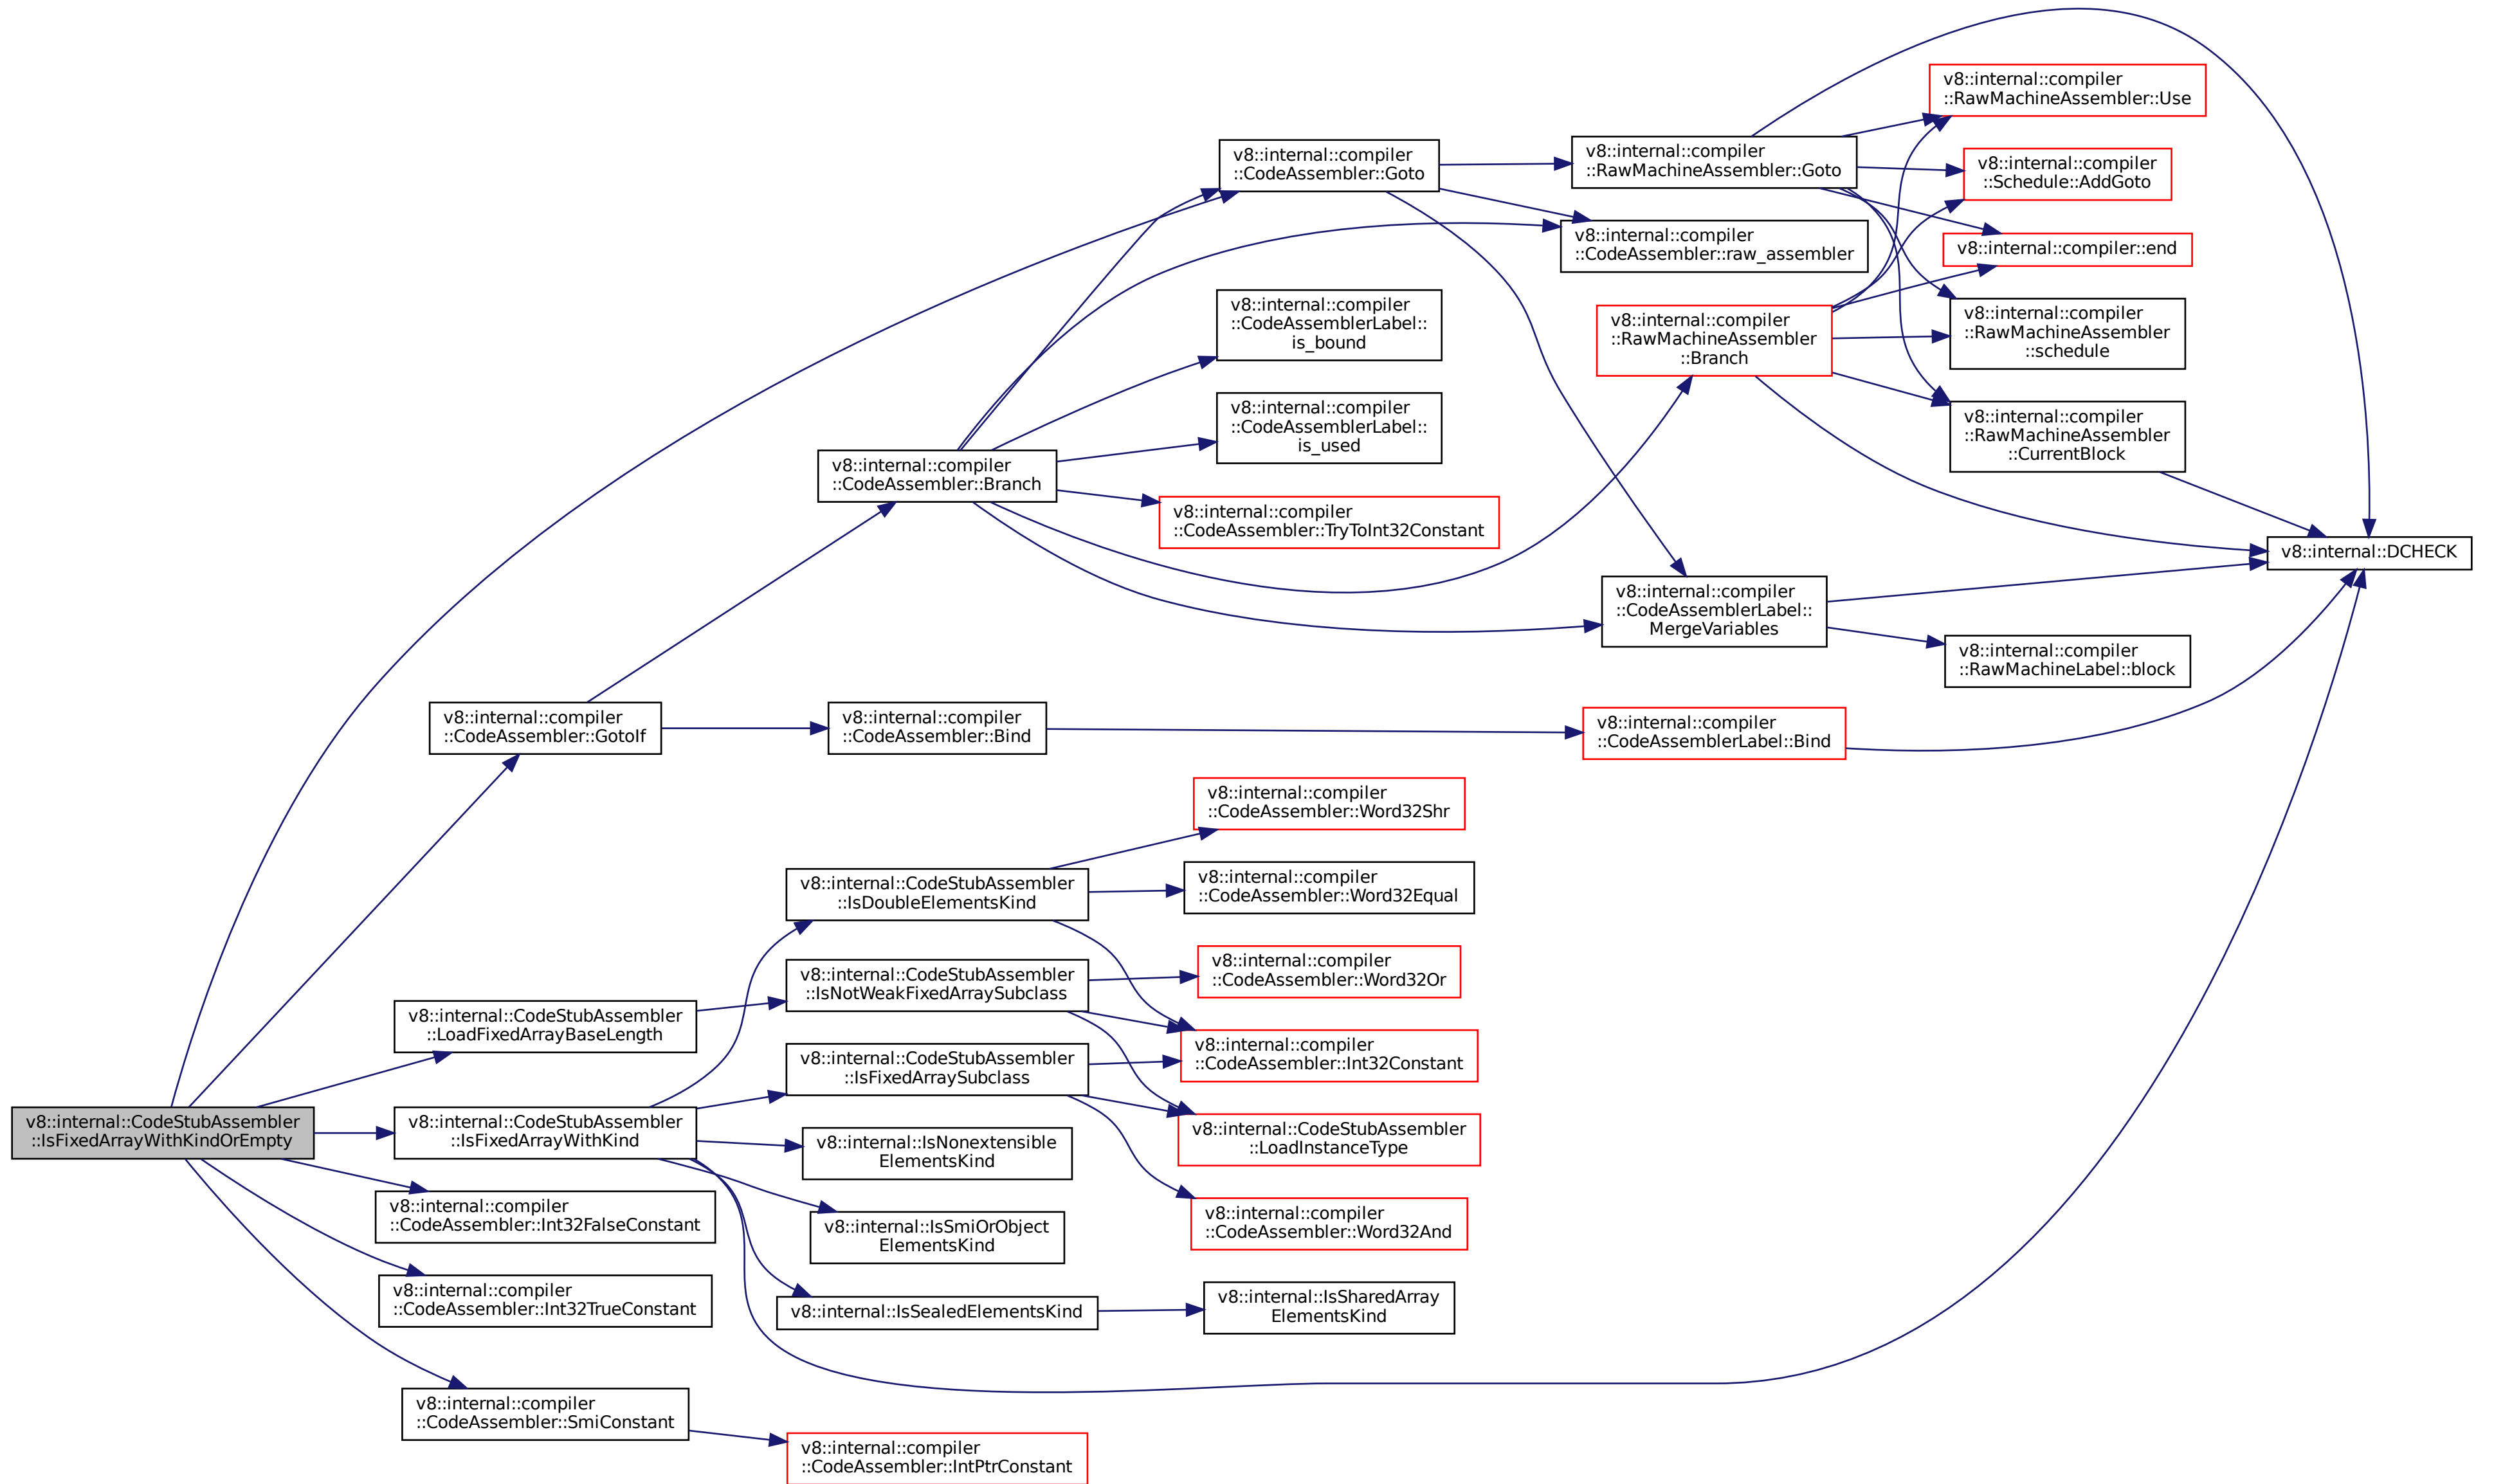 v8::internal::CodeStubAssembler
::IsFixedArrayWithKindOrEmpty
v8::internal::compiler
::CodeAssembler::GotoIf
v8::internal::CodeStubAssembler
::LoadFixedArrayBaseLength
v8::internal::CodeStubAssembler
::IsFixedArrayWithKind
v8::internal::compiler
::CodeAssembler::Int32FalseConstant
v8::internal::compiler
::CodeAssembler::Int32TrueConstant
v8::internal::compiler
::CodeAssembler::SmiConstant
v8::internal::compiler
::CodeAssembler::Branch
v8::internal::compiler
::CodeAssembler::Bind
v8::internal::CodeStubAssembler
::IsDoubleElementsKind
v8::internal::CodeStubAssembler
::IsNotWeakFixedArraySubclass
v8::internal::CodeStubAssembler
::IsFixedArraySubclass
v8::internal::IsNonextensible
ElementsKind
v8::internal::IsSmiOrObject
ElementsKind
v8::internal::IsSealedElementsKind
v8::internal::compiler
::CodeAssembler::IntPtrConstant
v8::internal::compiler
::CodeAssembler::Goto
v8::internal::compiler
::CodeAssemblerLabel::
is_bound
v8::internal::compiler
::CodeAssemblerLabel::
is_used
v8::internal::compiler
::CodeAssembler::TryToInt32Constant
v8::internal::compiler
::CodeAssembler::Word32Shr
v8::internal::compiler
::CodeAssembler::Word32Equal
v8::internal::compiler
::CodeAssembler::Word32Or
v8::internal::compiler
::CodeAssembler::Int32Constant
v8::internal::CodeStubAssembler
::LoadInstanceType
v8::internal::compiler
::CodeAssembler::Word32And
v8::internal::IsSharedArray
ElementsKind
v8::internal::compiler
::RawMachineAssembler::Goto
v8::internal::compiler
::CodeAssembler::raw_assembler
v8::internal::compiler
::RawMachineAssembler
::Branch
v8::internal::compiler
::CodeAssemblerLabel::
MergeVariables
v8::internal::compiler
::CodeAssemblerLabel::Bind
v8::internal::compiler
::RawMachineAssembler::Use
v8::internal::compiler
::Schedule::AddGoto
v8::internal::compiler::end
v8::internal::compiler
::RawMachineAssembler
::schedule
v8::internal::compiler
::RawMachineAssembler
::CurrentBlock
v8::internal::compiler
::RawMachineLabel::block
v8::internal::DCHECK